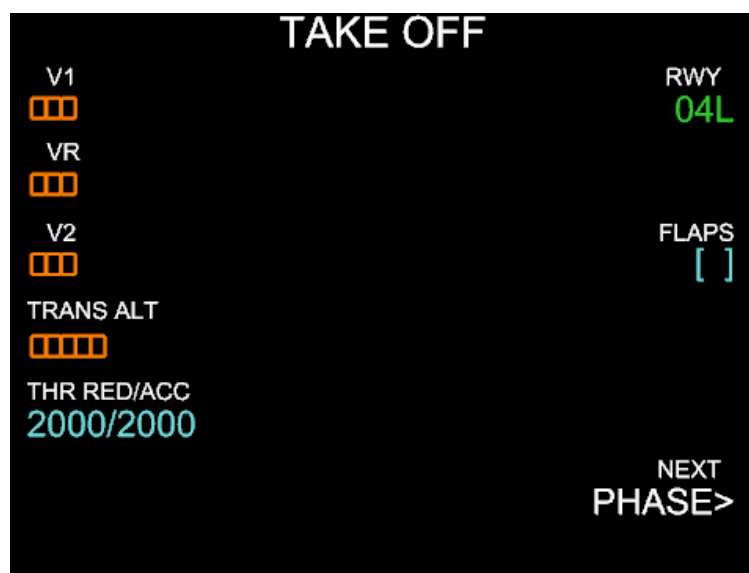 TAKE OFF
V1
RWY
04L
VR
V2
FLAPS
[ ]
TRANS ALT
THR RED/ACC
2000/2000
NEXT
PHASE>